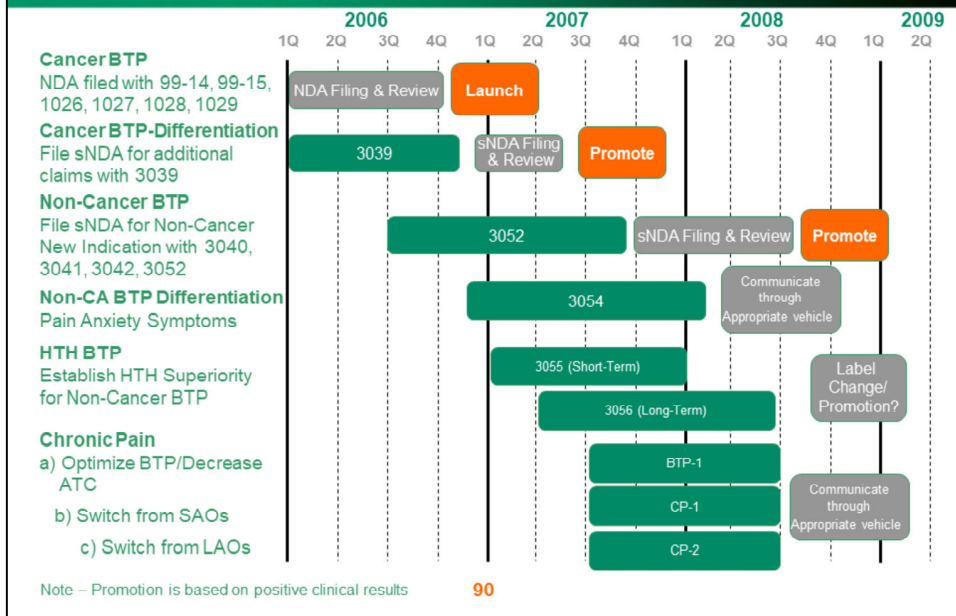 2006 2007 2008 2009
1Q 2Q 3Q 4Q 1Q 2Q 3Q 4Q 1Q 2Q 3Q 4Q 1Q 2Q
Cancer BTP
NDA filed with 99-14, 99-15,
1026, 1027, 1028, 1029
NDA Filing & Review
Launch
Cancer BTP-Differentiation
File sNDA for additional
claims with 3039
3039
sNDA Filing
& Review
Promote
Non-Cancer BTP
File sNDA for Non-Cancer
New Indication with 3040,
3041, 3042, 3052
3052
sNDA Filing & Review
Promote
Non-CA BTP Differentiation
Pain Anxiety Symptoms
3054
Communicate
through
Appropriate vehicle
HTH BTP
Establish HTH Superiority
for Non-Cancer BTP
3055 (Short-Term)
3056 (Long-Term)
Label
Change/
Promotion?
Chronic Pain
a) Optimize BTP/Decrease
ATC
BTP-1
b) Switch from SAOs
CP-1
c) Switch from LAOs
CP-2
Communicate
through
Appropriate vehicle
Note – Promotion is based on positive clinical results
90